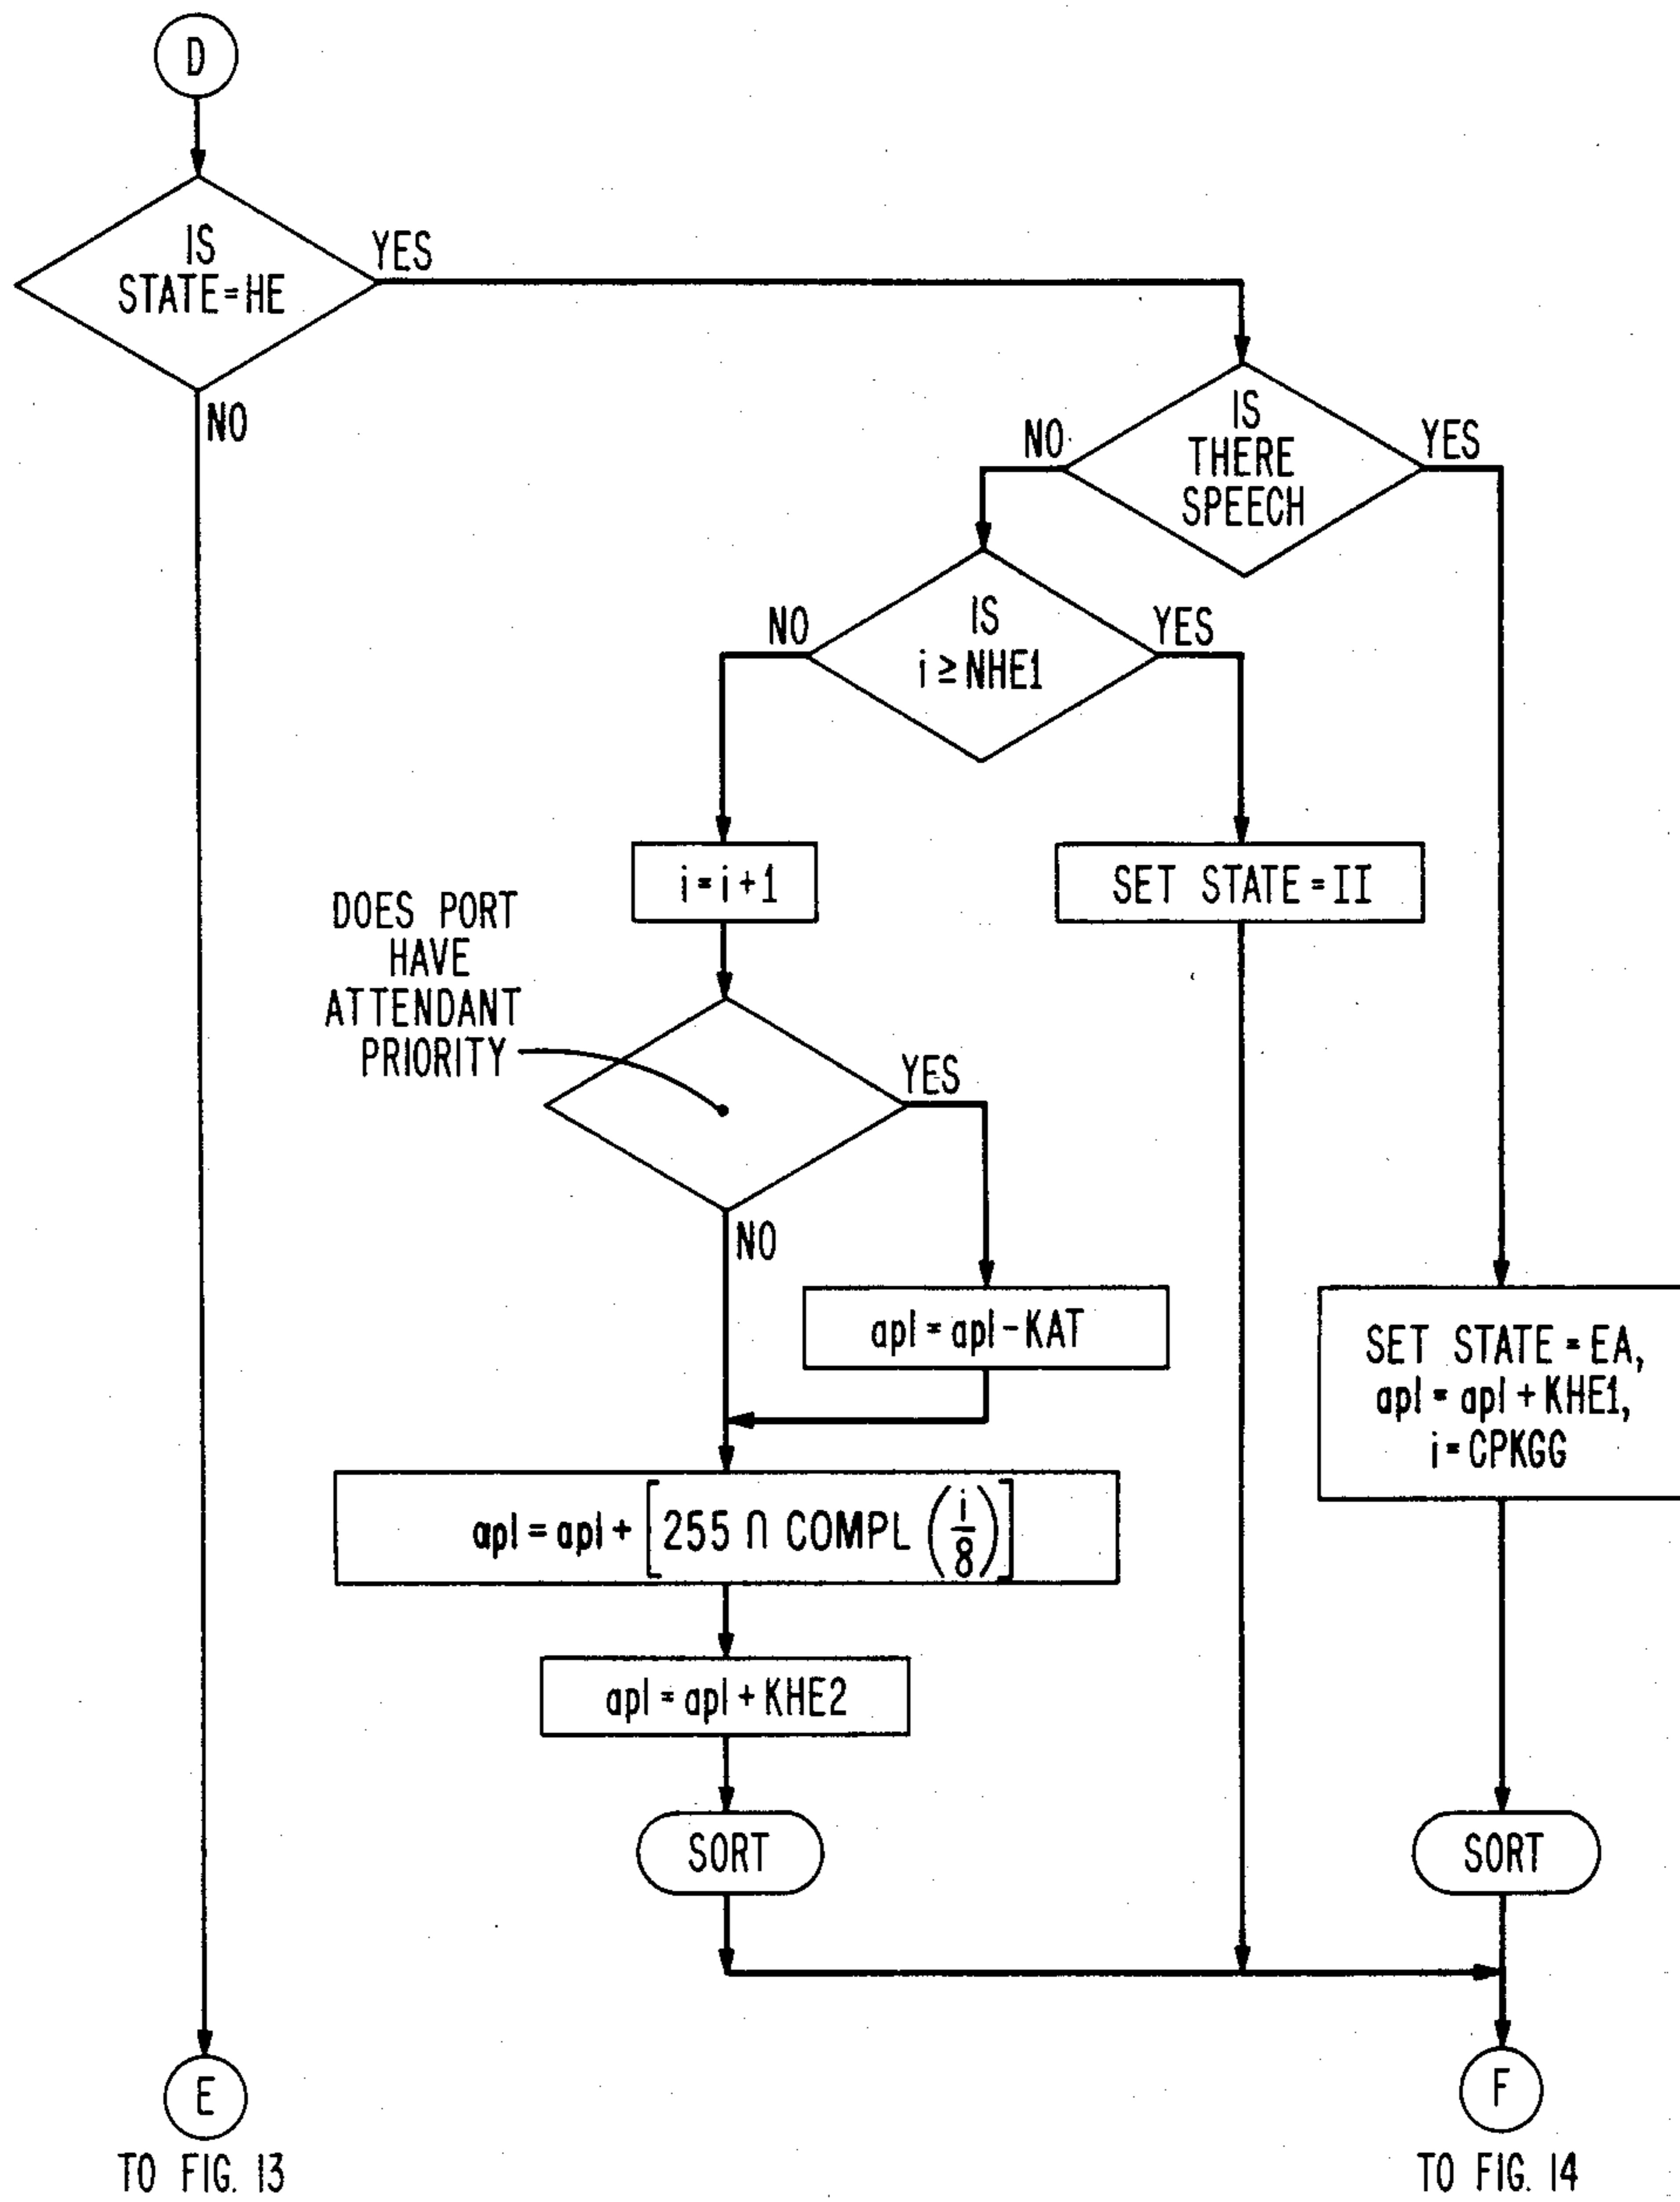 D
IS
STATE=HE
YES
NO
IS
THERE
SPEECH
NO
YES
IS
i ≥ NHE1
NO
YES
i = i + 1
SET STATE = II
DOES PORT
HAVE
ATTENDANT
PRIORITY
YES
NO
apl = apl - KAT
SET STATE = EA,
apl = apl + KHE1,
i = CPKGG
apl = apl + [255 ∩ COMPL (i/8)]
apl = apl + KHE2
SORT
SORT
E
F
TO FIG. 13
TO FIG. 14